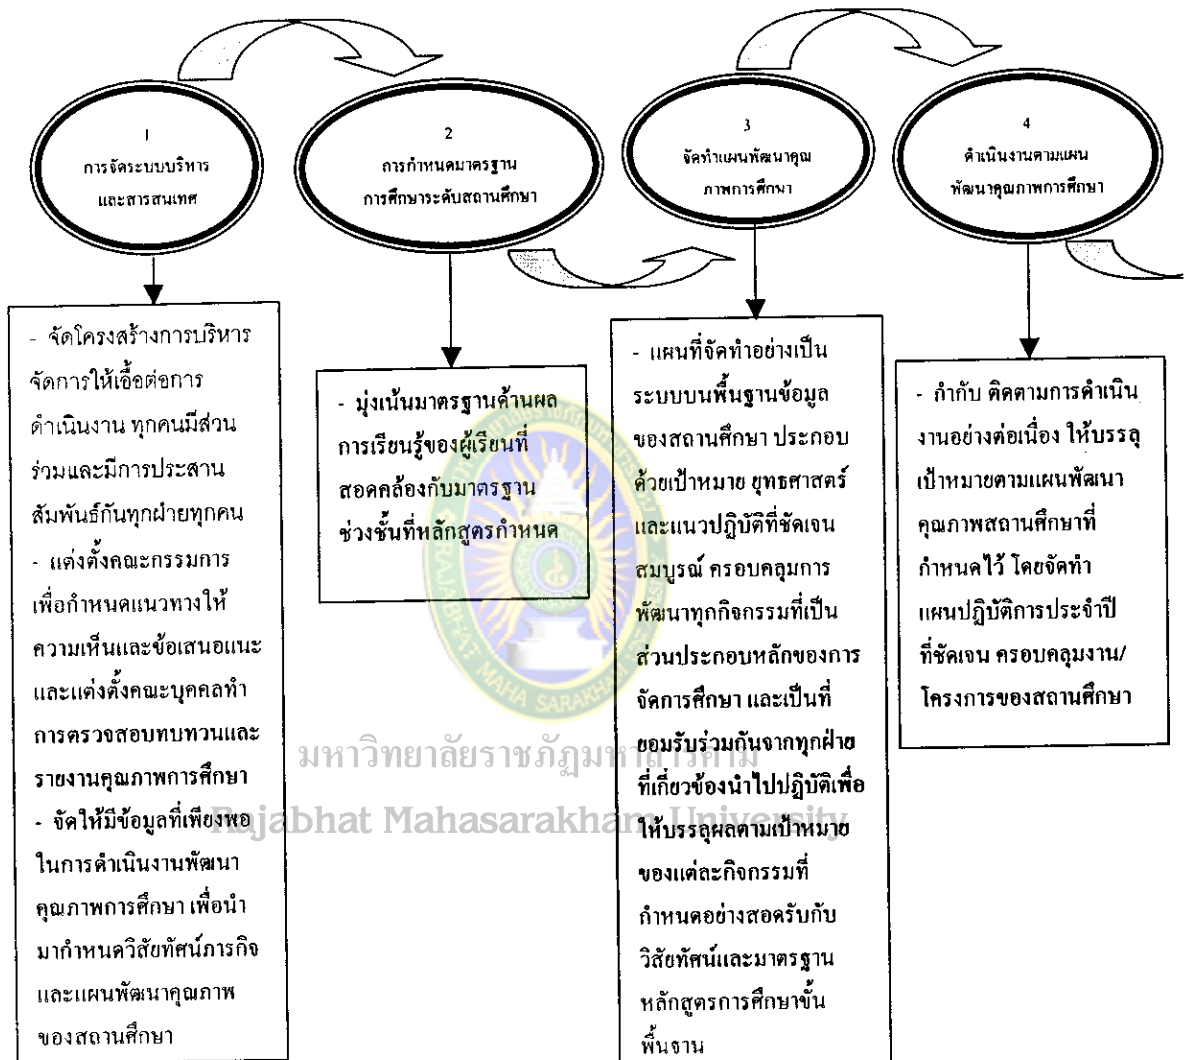 1
การจัดระบบบริหาร
และสารสนเทศ
2
การกำหนดมาตรฐาน
การศึกษาระดับสถานศึกษา
3
จัดทำแผนพัฒนาคุณ
ภาพการศึกษา
4
ดำเนินงานตามแผน
พัฒนาคุณภาพการศึกษา
- จัดโครงสร้างการบริหาร
จัดการให้เอื้อต่อการ
ดำเนินงาน ทุกคนมีส่วน
ร่วมและมีการประสาน
สัมพันธ์กันทุกฝ่ายทุกคน
- แต่งตั้งคณะกรรมการ
เพื่อกำหนดแนวทางให้
ความเห็นและข้อเสนอแนะ
และแต่งตั้งคณะบุคคลทำ
การตรวจสอบทบทวนและ
รายงานคุณภาพการศึกษา
- จัดให้มีข้อมูลที่เพียงพอ
ในการดำเนินงานพัฒนา
คุณภาพการศึกษา เพื่อนำ
มากำหนดวิสัยทัศน์ภารกิจ
และแผนพัฒนาคุณภาพ
ของสถานศึกษา
- มุ่งเน้นมาตรฐานด้านผล
การเรียนรู้ของผู้เรียนที่
สอดคล้องกับมาตรฐาน
ช่วงชั้นที่หลักสูตรกำหนด
- แผนที่จัดทำอย่างเป็น
ระบบบนพื้นฐานข้อมูล
ของสถานศึกษา ประกอบ
ด้วยเป้าหมาย ยุทธศาสตร์
และแนวปฏิบัติที่ชัดเจน
สมบูรณ์ ครอบคลุมการ
พัฒนาทุกกิจกรรมที่เป็น
ส่วนประกอบหลักของการ
จัดการศึกษา และเป็นที่
ยอมรับร่วมกันจากทุกฝ่าย
ที่เกี่ยวข้องนำไปปฏิบัติเพื่อ
ให้บรรลุผลตามเป้าหมาย
ของแต่ละกิจกรรมที่
กำหนดอย่างสอดรับกับ
วิสัยทัศน์และมาตรฐาน
หลักสูตรการศึกษาขั้น
พื้นฐาน
- กำกับ ติดตามการดำเนิน
งานอย่างต่อเนื่อง ให้บรรลุ
เป้าหมายตามแผนพัฒนา
คุณภาพสถานศึกษาที่
กำหนดไว้ โดยจัดทำ
แผนปฏิบัติการประจำปี
ที่ชัดเจน ครอบคลุมงาน/
โครงการของสถานศึกษา
RAJABHAT MAHA SARAKHAM
มหาวิทยาลัยราชภัฏมหาสารคาม
Rajabhat Mahasarakham University